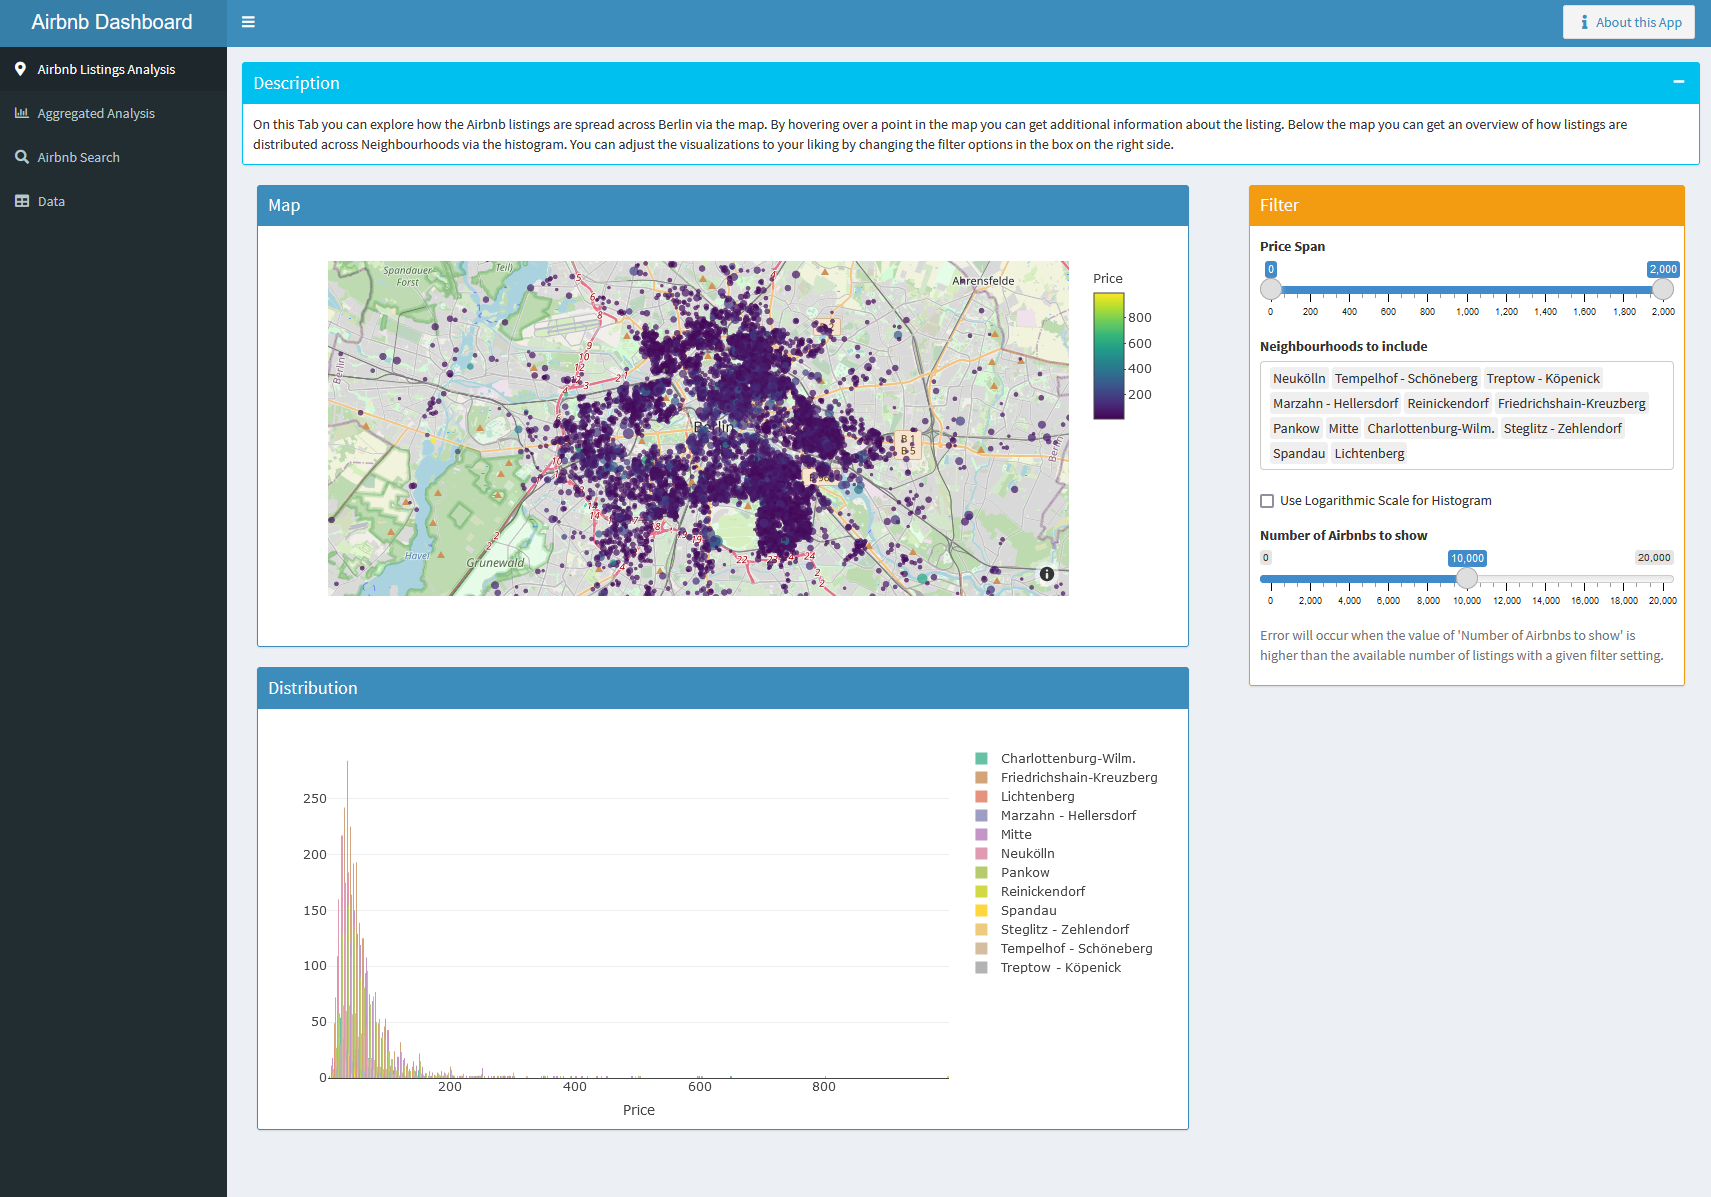 Airbnb Dashboard
About this App
Airbnb Listings Analysis
Aggregated Analysis
Airbnb Search
Data
Description
On this Tab you can explore how the Airbnb listings are spread across Berlin via the map. By hovering over a point in the map you can get additional information about the listing. Below the map you can get an overview of how listings are
distributed across Neighbourhoods via the histogram. You can adjust the visualizations to your liking by changing the filter options in the box on the right side.
Map
Spandauer
Forst
Ahrensfelde
Berlin
Berlin
Berlin
B 1
B 5
Havel
Grunewald
Price
800
600
400
200
Filter
Price Span
0 2,000
0 200 400 600 800 1,000 1,200 1,400 1,600 1,800 2,000
Neighbourhoods to include
Neukölln Tempelhof - Schöneberg Treptow - Köpenick
Marzahn - Hellersdorf Reinickendorf Friedrichshain-Kreuzberg
Pankow Mitte Charlottenburg-Wilm. Steglitz - Zehlendorf
Spandau Lichtenberg
Use Logarithmic Scale for Histogram
Number of Airbnbs to show
0 10,000 20,000
0 2,000 4,000 6,000 8,000 10,000 12,000 14,000 16,000 18,000 20,000
Error will occur when the value of 'Number of Airbnbs to show' is
higher than the available number of listings with a given filter setting.
Distribution
250
200
150
100
50
0
200 400 600 800
Price
Charlottenburg-Wilm.
Friedrichshain-Kreuzberg
Lichtenberg
Marzahn - Hellersdorf
Mitte
Neukölln
Pankow
Reinickendorf
Spandau
Steglitz - Zehlendorf
Tempelhof - Schöneberg
Treptow - Köpenick